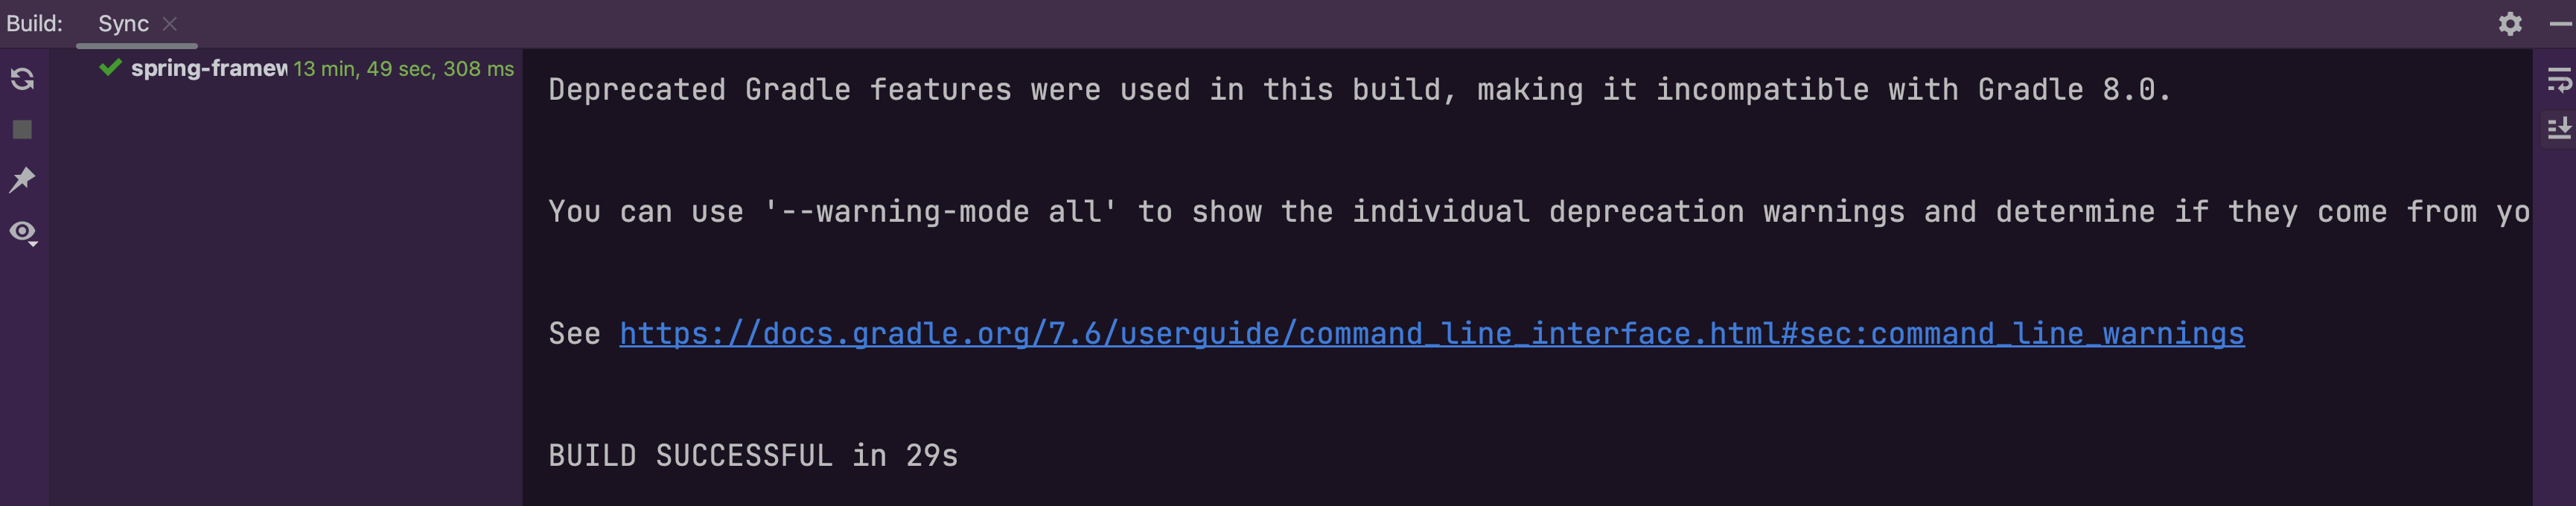 Build: Sync
spring-framew 13 min, 49 sec, 308 ms
Deprecated Gradle features were used in this build, making it incompatible with Gradle 8.0.
You can use '--warning-mode all' to show the individual deprecation warnings and determine if they come from yo
See https://docs.gradle.org/7.6/userguide/command_line_interface.html#sec:command_line_warnings
BUILD SUCCESSFUL in 29s